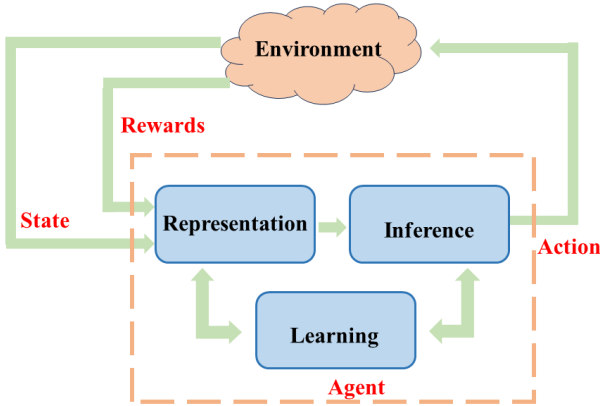 Environment
Rewards
State
Representation
Inference
Action
Learning
Agent